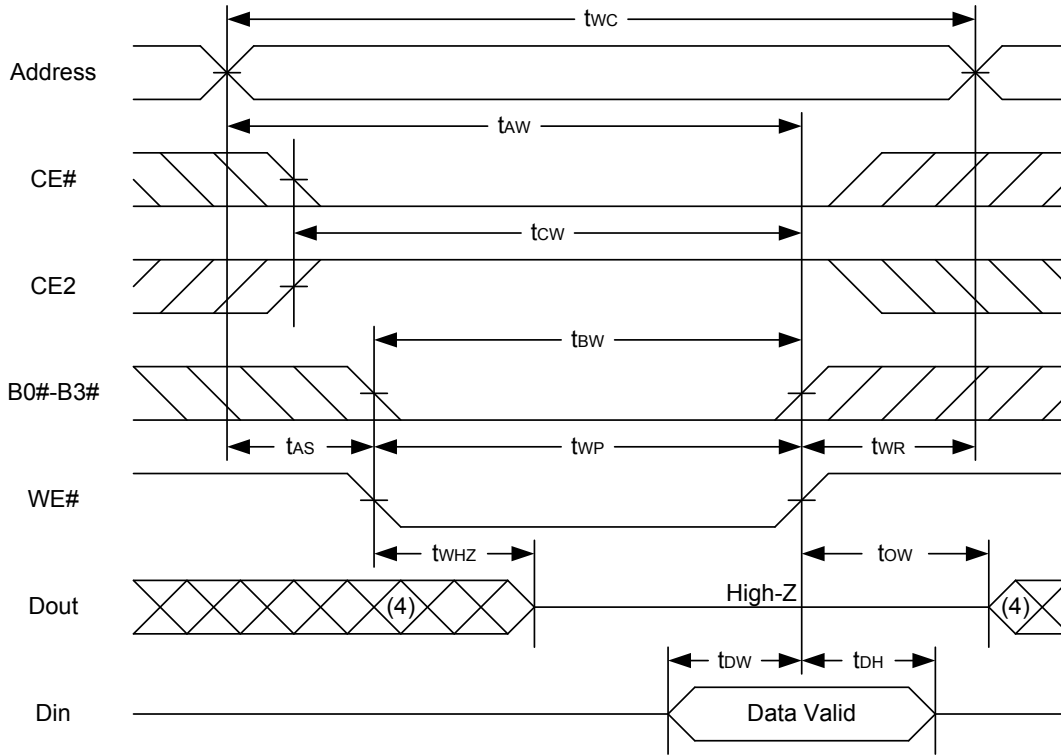 tWC
Address
tAW
CE#
tCW
CE2
tBW
B0#-B3#
tAS
tWP
tWR
WE#
tWHZ
tOW
Dout
(4)
High-Z
(4)
tDW
tDH
Din
Data Valid